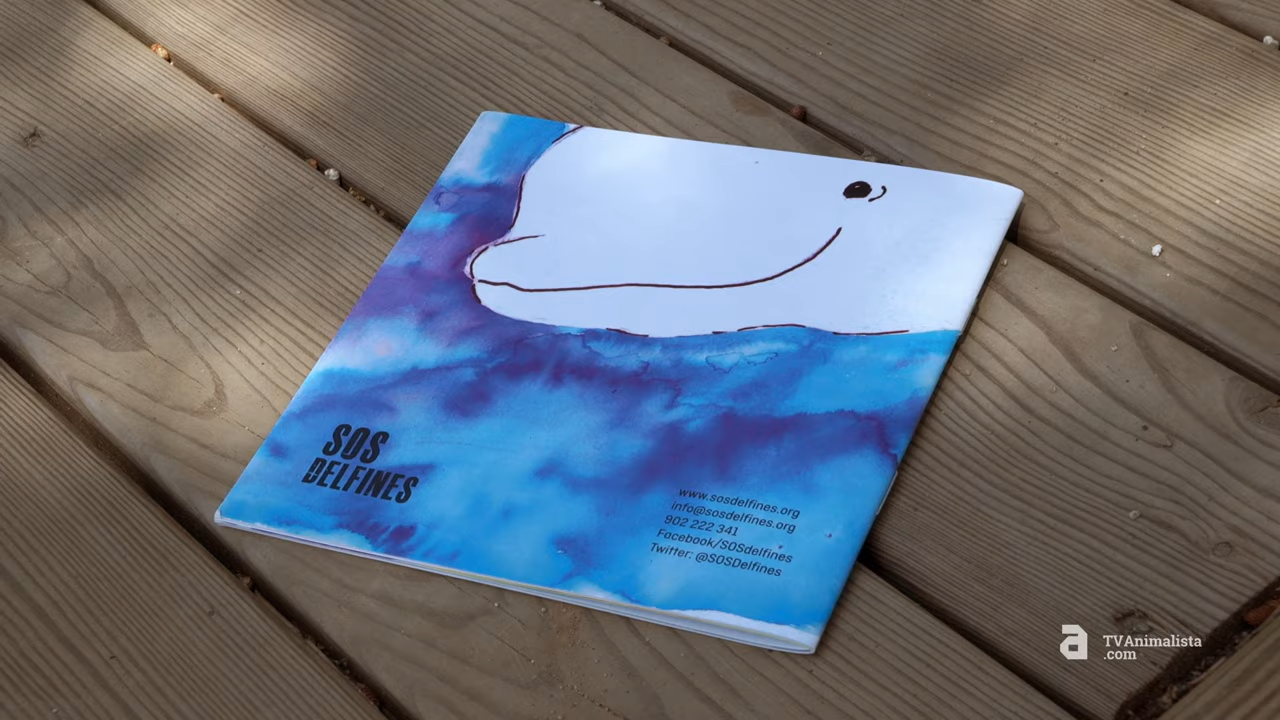 SOS
DELFINES
www.sosdelfines.org
info@sosdelfines.org
902 222 341
Facebook/SOSdelfines
Twitter: @SOSDelfines
a TVAnimalista
.com